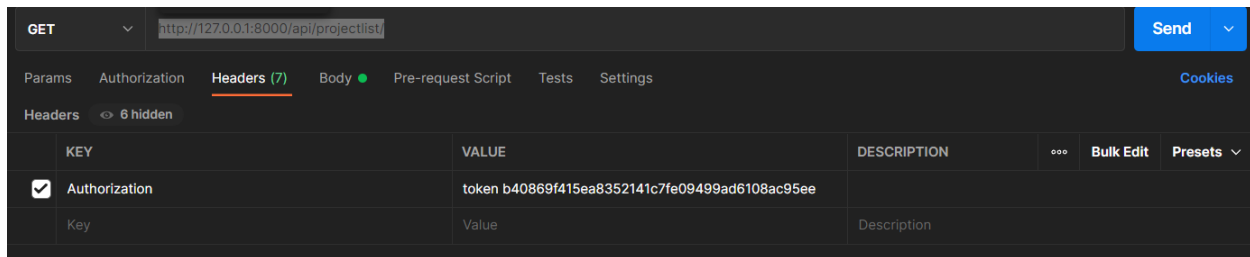 GET http://127.0.0.1:8000/api/projectlist/ Send
Params Authorization Headers (7) Body Pre-request Script Tests Settings Cookies
Headers 6 hidden
KEY VALUE DESCRIPTION ooo Bulk Edit Presets
Authorization token b40869f415ea8352141c7fe09499ad6108ac95ee
Key Value Description